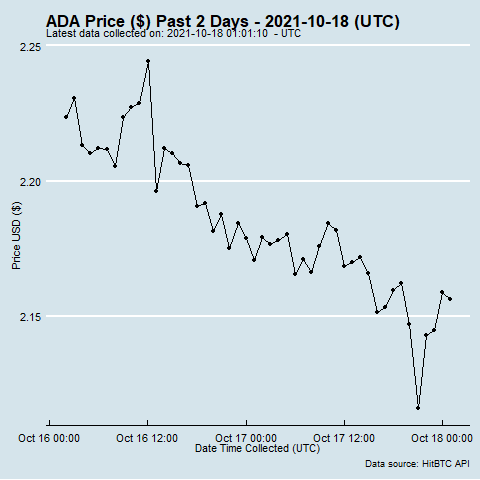 ADA Price ($) Past 2 Days - 2021-10-18 (UTC)
Latest data collected on: 2021-10-18 01:01:10  - UTC
2.25
2.20
2.15
Price USD ($)
Oct 16 00:00 Oct 16 12:00 Oct 17 00:00 Oct 17 12:00 Oct 18 00:00
Date Time Collected (UTC)
Data source: HitBTC API